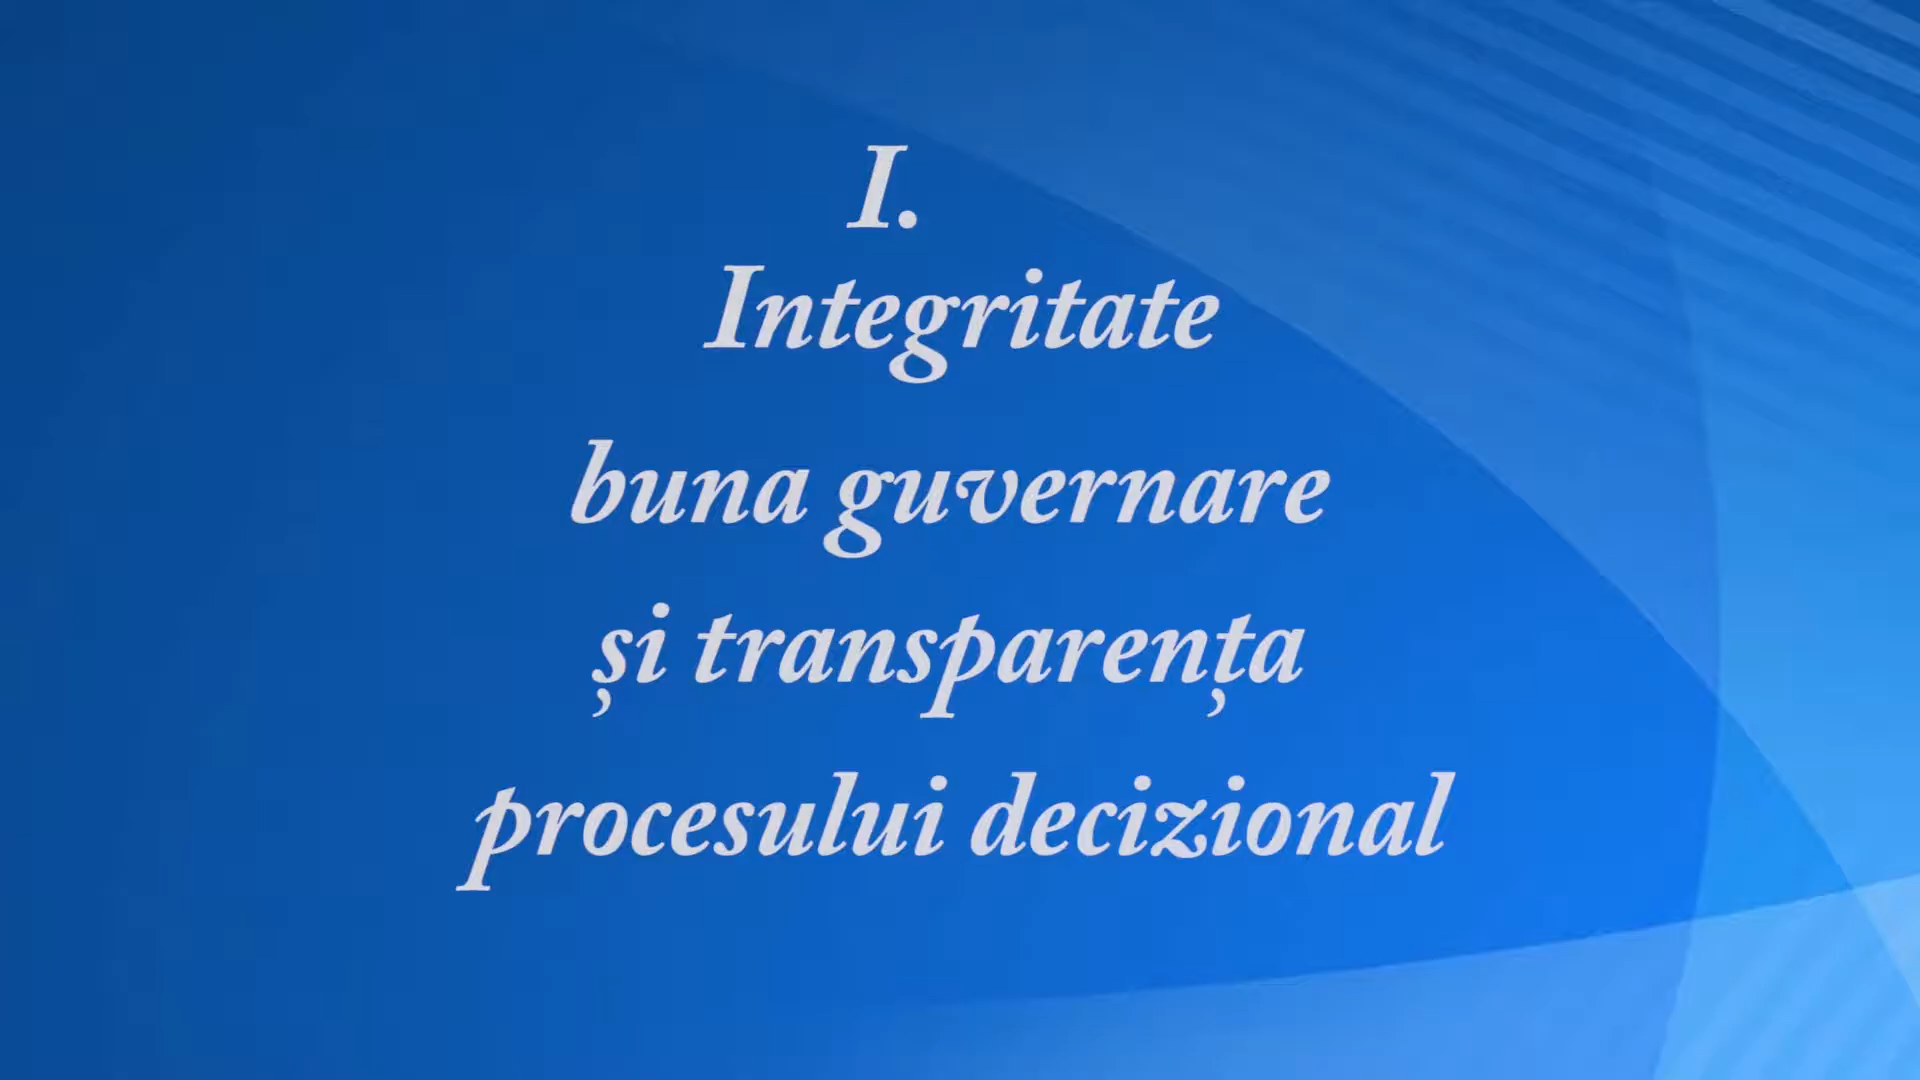 I.
Integritate
buna guvernare
și transparența
procesului decizional